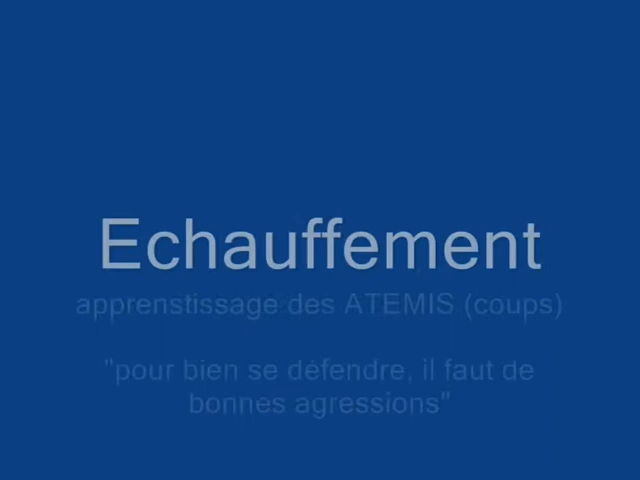 Echauffement
apprenstissage des ATEMIS (coups)
"pour bien se défendre, il faut de
bonnes agressions"